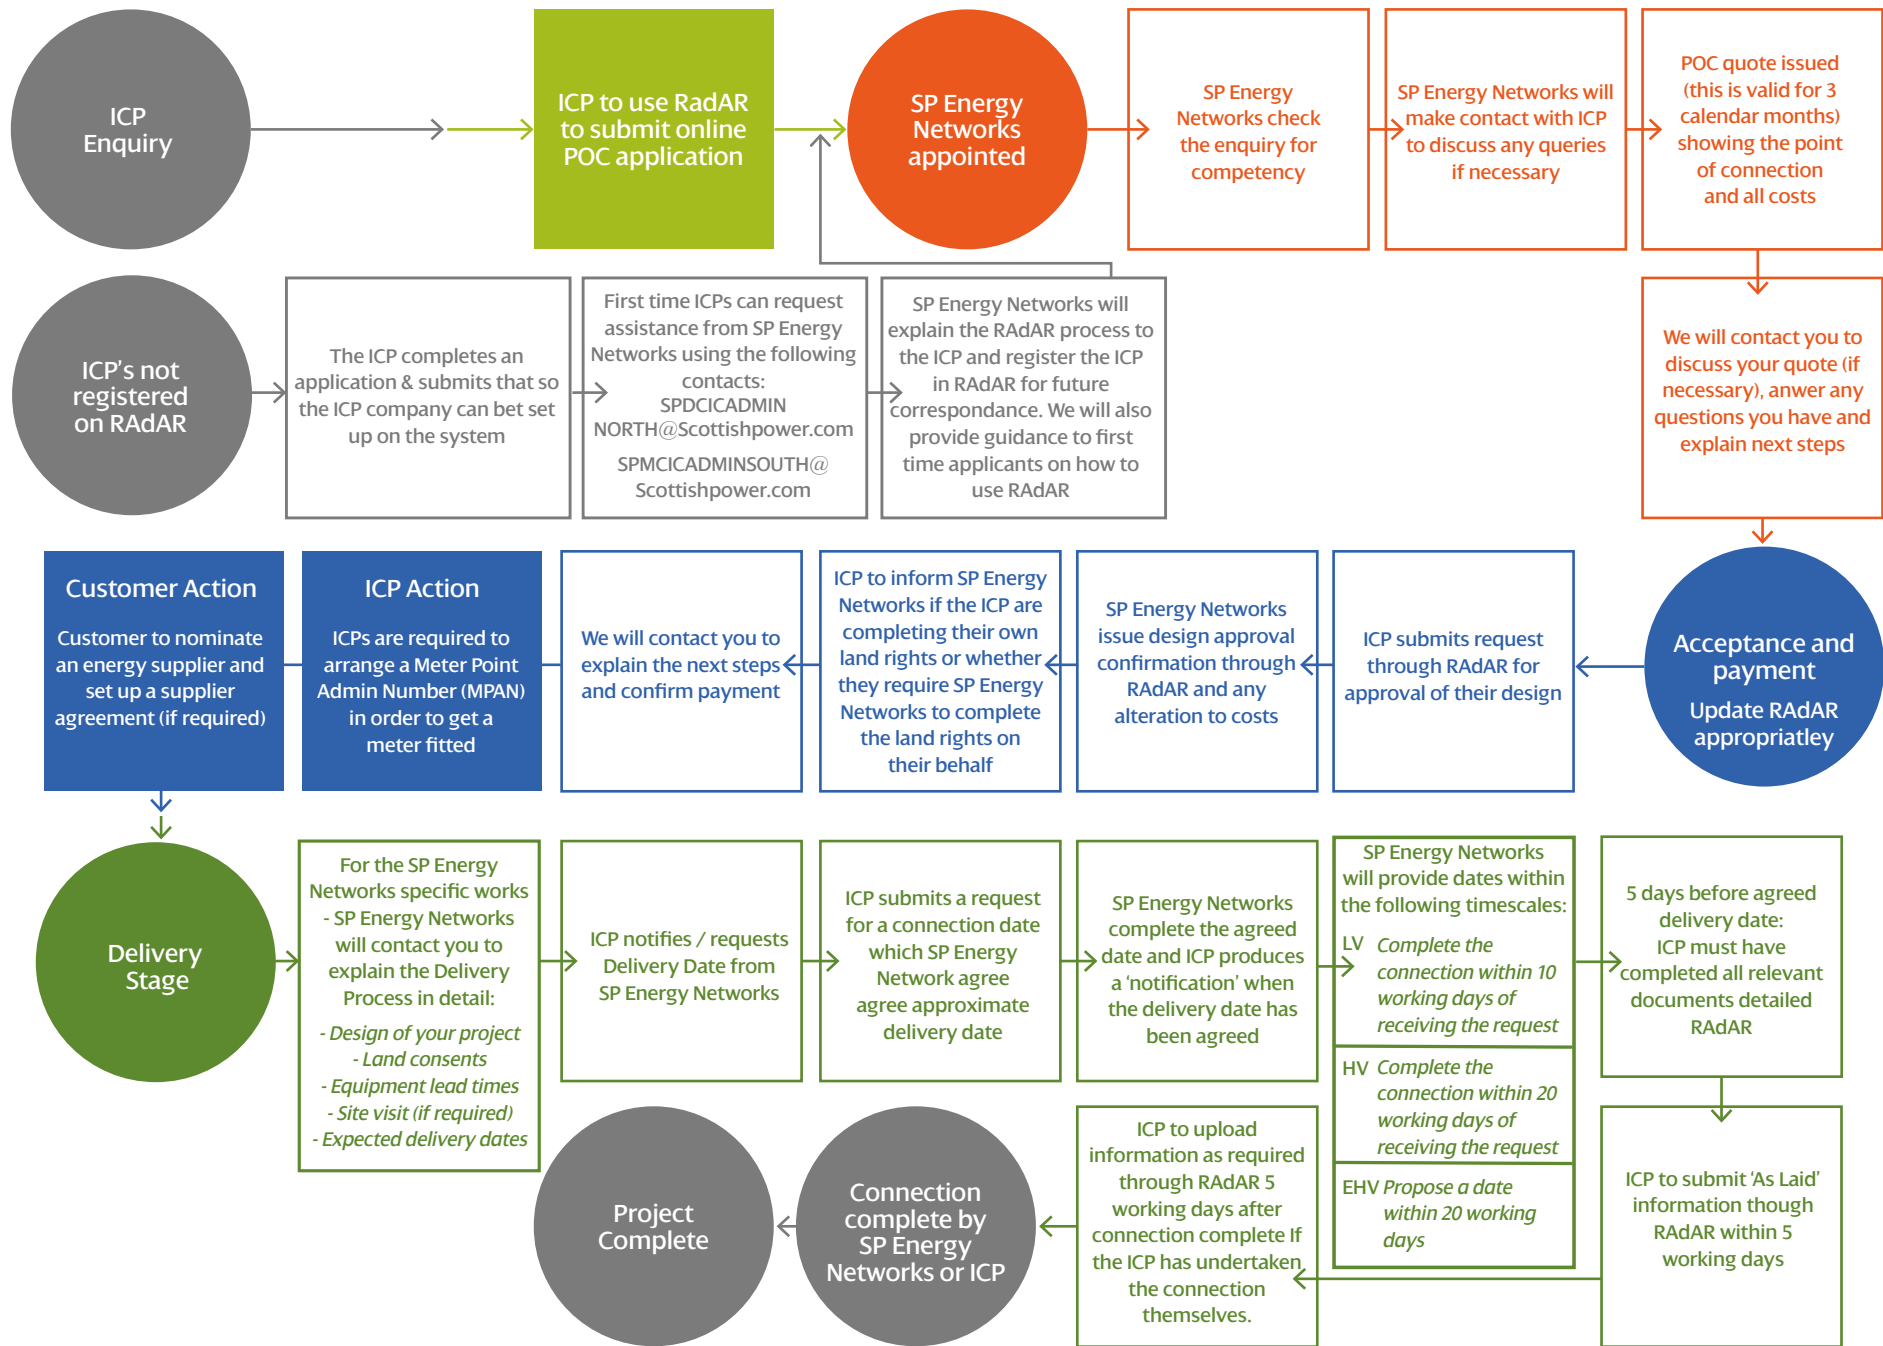 ICP
Enquiry
ICP to use RadAR
to submit online
POC application
SP Energy
Networks
appointed
SP Energy
Networks check
the enquiry for
competency
SP Energy Networks will
make contact with ICP
to discuss any queries
if necessary
POC quote issued
(this is valid for 3
calendar months)
showing the point
of connection
and all costs
ICP's not
registered
on RAdAR
The ICP completes an
application & submits that so
the ICP company can bet set
up on the system
First time ICPs can request
assistance from SP Energy
Networks using the following
contacts:
SPDCICADMIN
NORTH@Scottishpower.com
SPMCICADMINSOUTH@
Scottishpower.com
SP Energy Networks will
explain the RAdAR process to
the ICP and register the ICP
in RAdAR for future
correspondance. We will also
provide guidance to first
time applicants on how to
use RAdAR
We will contact you to
discuss your quote (if
necessary), anwer any
questions you have and
explain next steps
Customer Action
Customer to nominate
an energy supplier and
set up a supplier
agreement (if required)
ICP Action
ICPs are required to
arrange a Meter Point
Admin Number (MPAN)
in order to get a
meter fitted
We will contact you to
explain the next steps
and confirm payment
ICP to inform SP Energy
Networks if the ICP are
completing their own
land rights or whether
they require SP Energy
Networks to complete
the land rights on
their behalf
SP Energy Networks
issue design approval
confirmation through
RAdAR and any
alteration to costs
ICP submits request
through RAdAR for
approval of their design
Acceptance and
payment
Update RAdAR
appropriatley
Delivery
Stage
For the SP Energy
Networks specific works
- SP Energy Networks
will contact you to
explain the Delivery
Process in detail:
- Design of your project
- Land consents
- Equipment lead times
- Site visit (if required)
- Expected delivery dates
ICP notifies / requests
Delivery Date from
SP Energy Networks
ICP submits a request
for a connection date
which SP Energy
Network agree
agree approximate
delivery date
SP Energy Networks
complete the agreed
date and ICP produces
a ‘notification’ when
the delivery date has
been agreed
SP Energy Networks
will provide dates within
the following timescales:
LV Complete the
connection within 10
working days of
receiving the request
HV Complete the
connection within 20
working days of
receiving the request
EHV Propose a date
within 20 working
days
5 days before agreed
delivery date:
ICP must have
completed all relevant
documents detailed
RAdAR
Project
Complete
Connection
complete by
SP Energy
Networks or ICP
ICP to upload
information as required
through RAdAR 5
working days after
connection complete If
the ICP has undertaken
the connection
themselves.
ICP to submit ‘As Laid’
information though
RAdAR within 5
working days